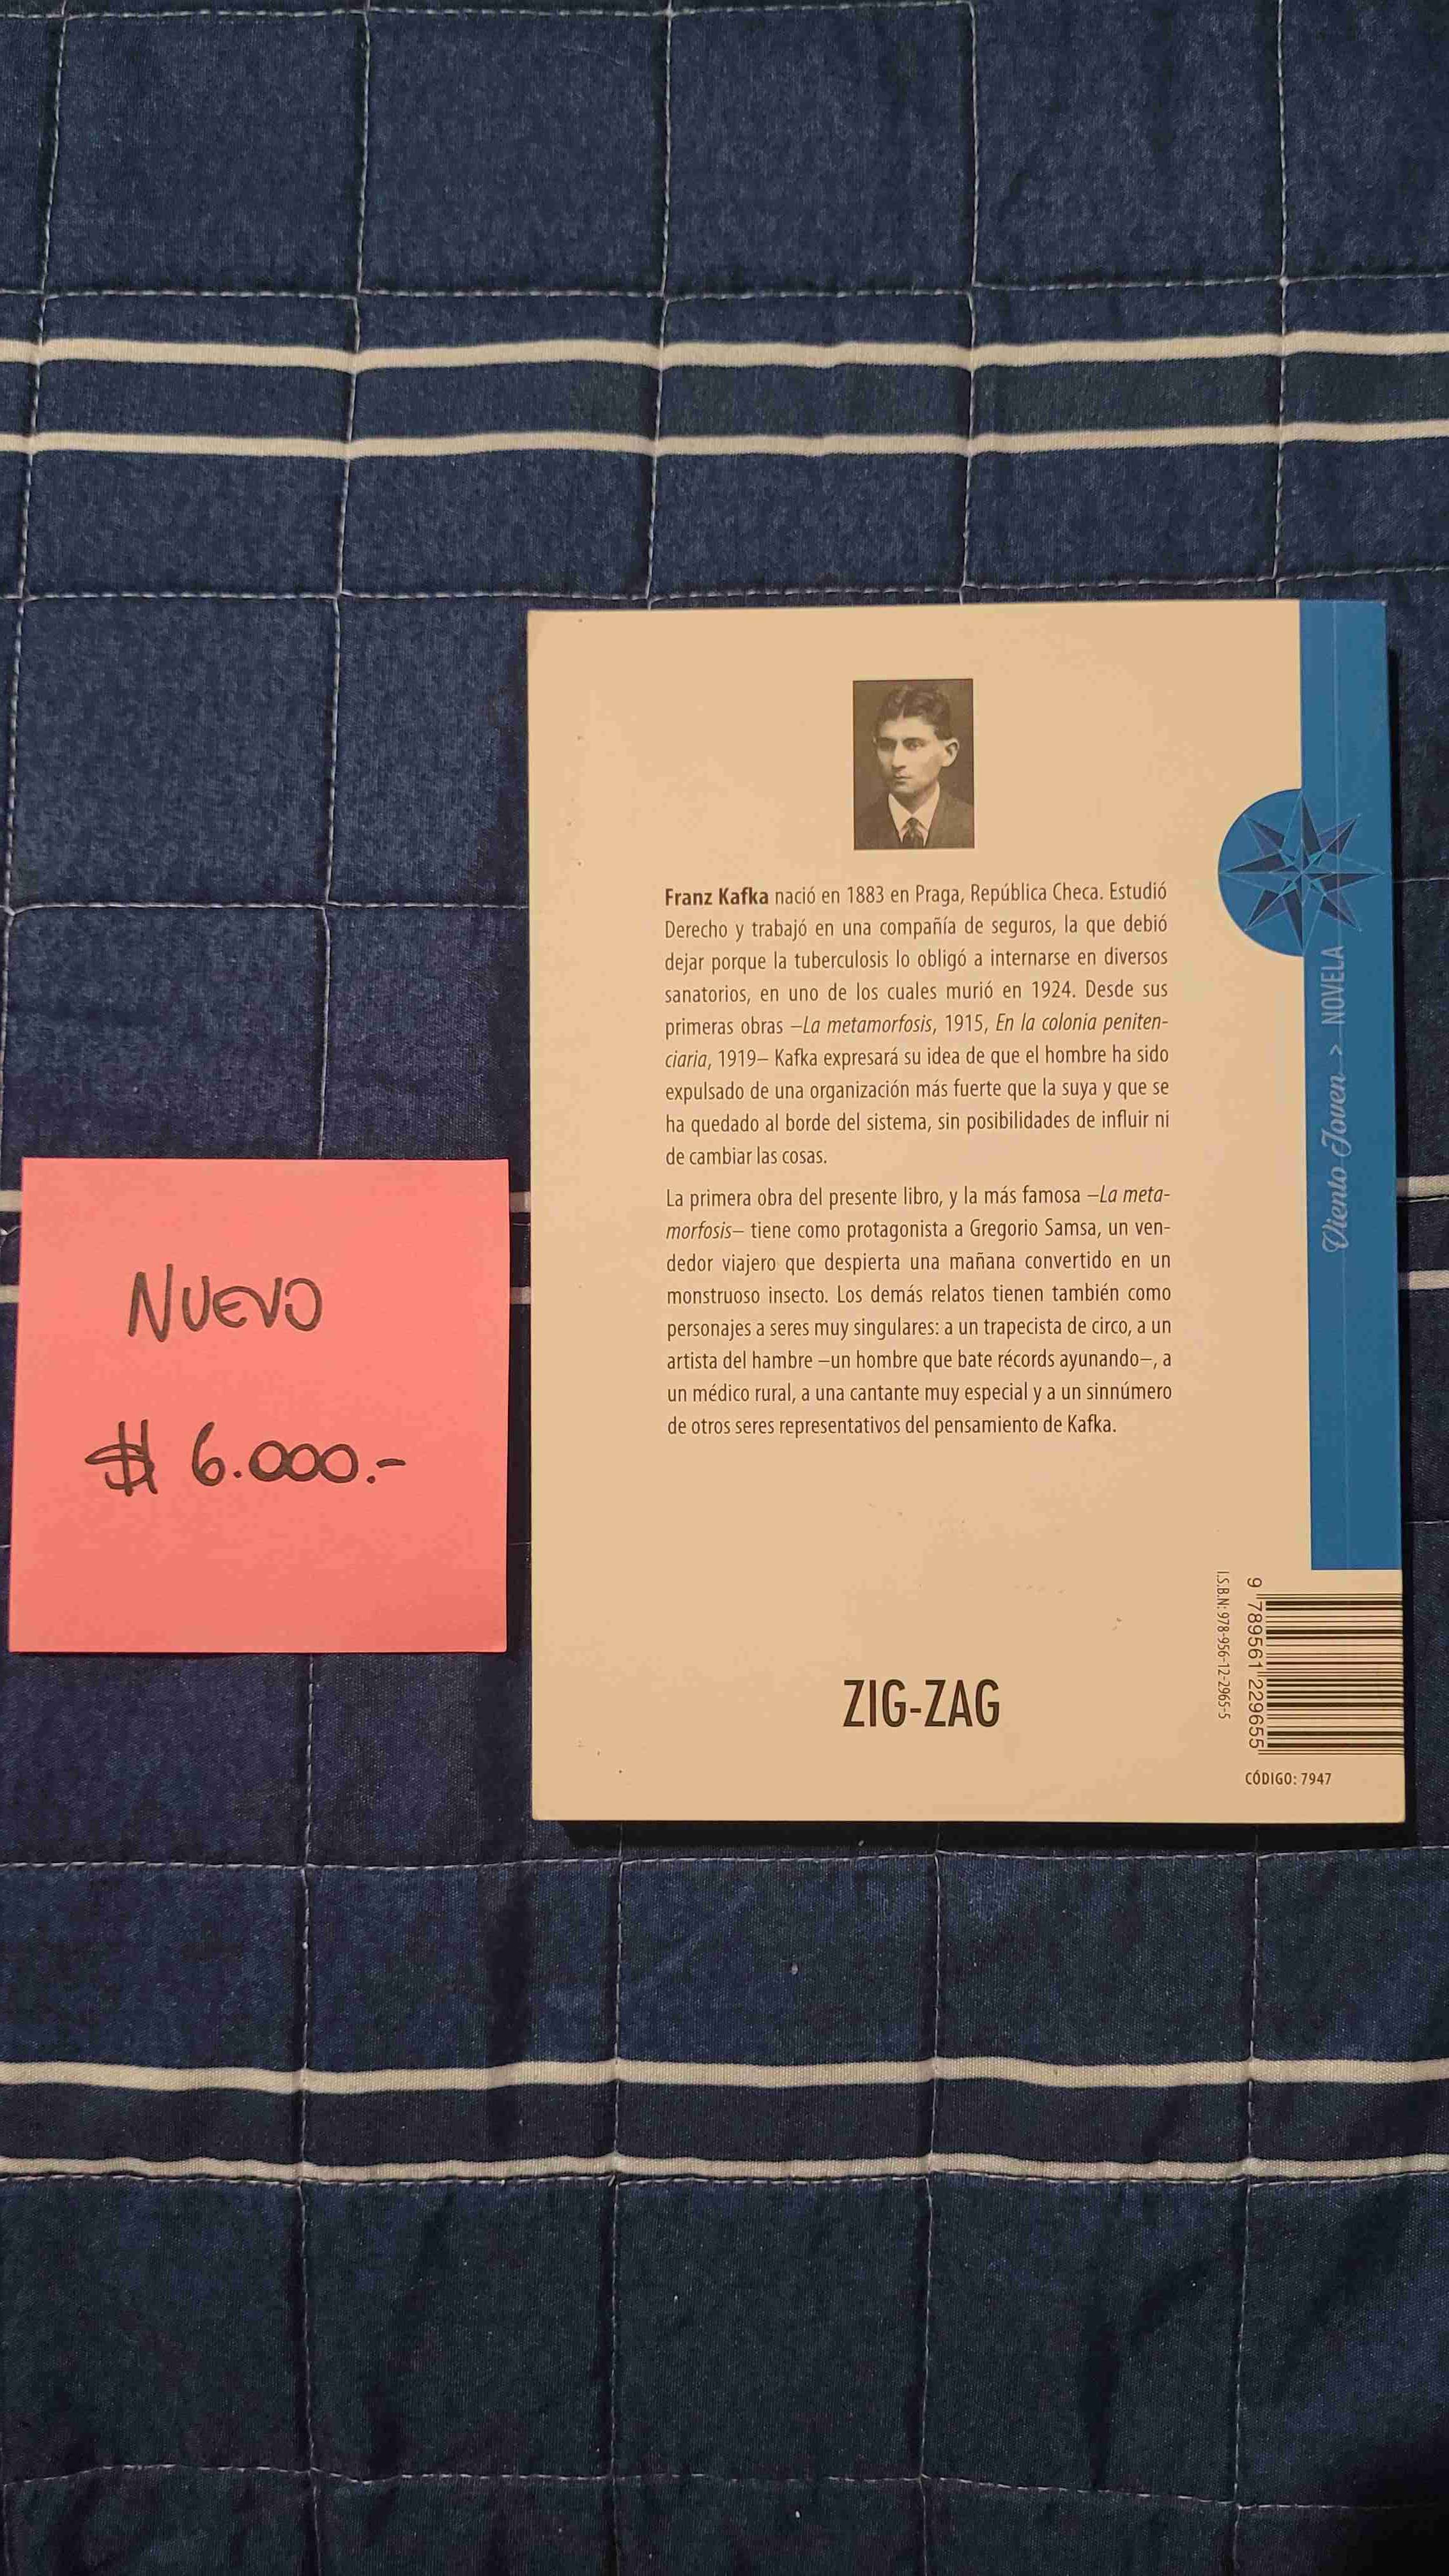 NUEVO
$ 6.000.-
Franz Kafka nació en 1883 en Praga, República Checa. Estudió
Derecho y trabajó en una compañía de seguros, la que debió
dejar porque la tuberculosis lo obligó a internarse en diversos
sanatorios, en uno de los cuales murió en 1924. Desde sus
primeras obras –La metamorfosis, 1915, En la colonia peniten-
ciaria, 1919– Kafka expresará su idea de que el hombre ha sido
expulsado de una organización más fuerte que la suya y que se
ha quedado al borde del sistema, sin posibilidades de influir ni
de cambiar las cosas.
La primera obra del presente libro, y la más famosa –La meta-
morfosis– tiene como protagonista a Gregorio Samsa, un ven-
dedor viajero que despierta una mañana convertido en un
monstruoso insecto. Los demás relatos tienen también como
personajes a seres muy singulares: a un trapecista de circo, a un
artista del hambre –un hombre que bate récords ayunando–, a
un médico rural, a una cantante muy especial y a un sinnúmero
de otros seres representativos del pensamiento de Kafka.
ZIG-ZAG
Viento Joven > NOVELA
I.S.B.N: 978-956-12-2965-5
9 789561 229655
CÓDIGO: 7947